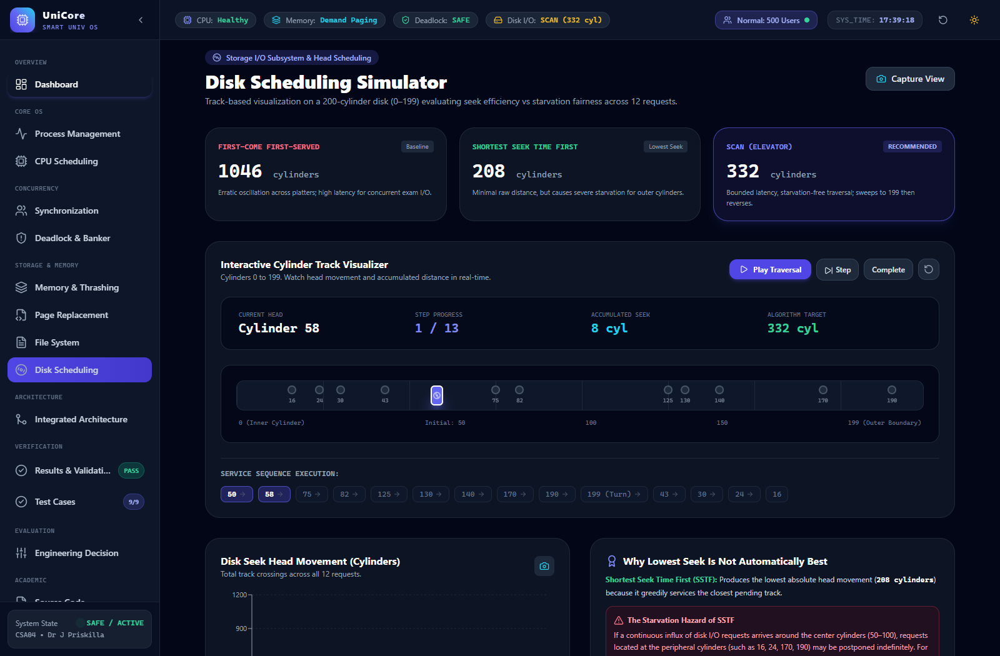 UniCore
SMART UNIV OS
CPU: Healthy
Memory: Demand Paging
Deadlock: SAFE
Disk I/O: SCAN (332 cyl)
Normal: 500 Users
SYS_TIME: 17:39:18
OVERVIEW
Dashboard
CORE OS
Process Management
CPU Scheduling
CONCURRENCY
Synchronization
Deadlock & Banker
STORAGE & MEMORY
Memory & Thrashing
Page Replacement
File System
Disk Scheduling
ARCHITECTURE
Integrated Architecture
VERIFICATION
Results & Validati... PASS
Test Cases 9/9
EVALUATION
Engineering Decision
ACADEMIC
Source Code
System State SAFE / ACTIVE
CSA04 • Dr J Priskilla
Storage I/O Subsystem & Head Scheduling
Disk Scheduling Simulator
Track-based visualization on a 200-cylinder disk (0–199) evaluating seek efficiency vs starvation fairness across 12 requests.
Capture View
FIRST-COME FIRST-SERVED Baseline
1046 cylinders
Erratic oscillation across platters; high latency for concurrent exam I/O.
SHORTEST SEEK TIME FIRST Lowest Seek
208 cylinders
Minimal raw distance, but causes severe starvation for outer cylinders.
SCAN (ELEVATOR) RECOMMENDED
332 cylinders
Bounded latency, starvation-free traversal; sweeps to 199 then
reverses.
Interactive Cylinder Track Visualizer
Cylinders 0 to 199. Watch head movement and accumulated distance in real-time.
Play Traversal
Step
Complete
CURRENT HEAD
Cylinder 58
STEP PROGRESS
1 / 13
ACCUMULATED SEEK
8 cyl
ALGORITHM TARGET
332 cyl
16 24 30 43 75 82 125 130 140 170 190
0 (Inner Cylinder) Initial: 50 100 150 199 (Outer Boundary)
SERVICE SEQUENCE EXECUTION:
50 → 58 → 75 → 82 → 125 → 130 → 140 → 170 → 190 → 199 (Turn) → 43 → 30 → 24 → 16
Disk Seek Head Movement (Cylinders)
Total track crossings across all 12 requests.
1200
900
Why Lowest Seek Is Not Automatically Best
Shortest Seek Time First (SSTF): Produces the lowest absolute head movement (208 cylinders)
because it greedily services the closest pending track.
The Starvation Hazard of SSTF
If a continuous influx of disk I/O requests arrives around the center cylinders (50–100), requests
located at the peripheral cylinders (such as 16, 24, 170, 190) may be postponed indefinitely. For